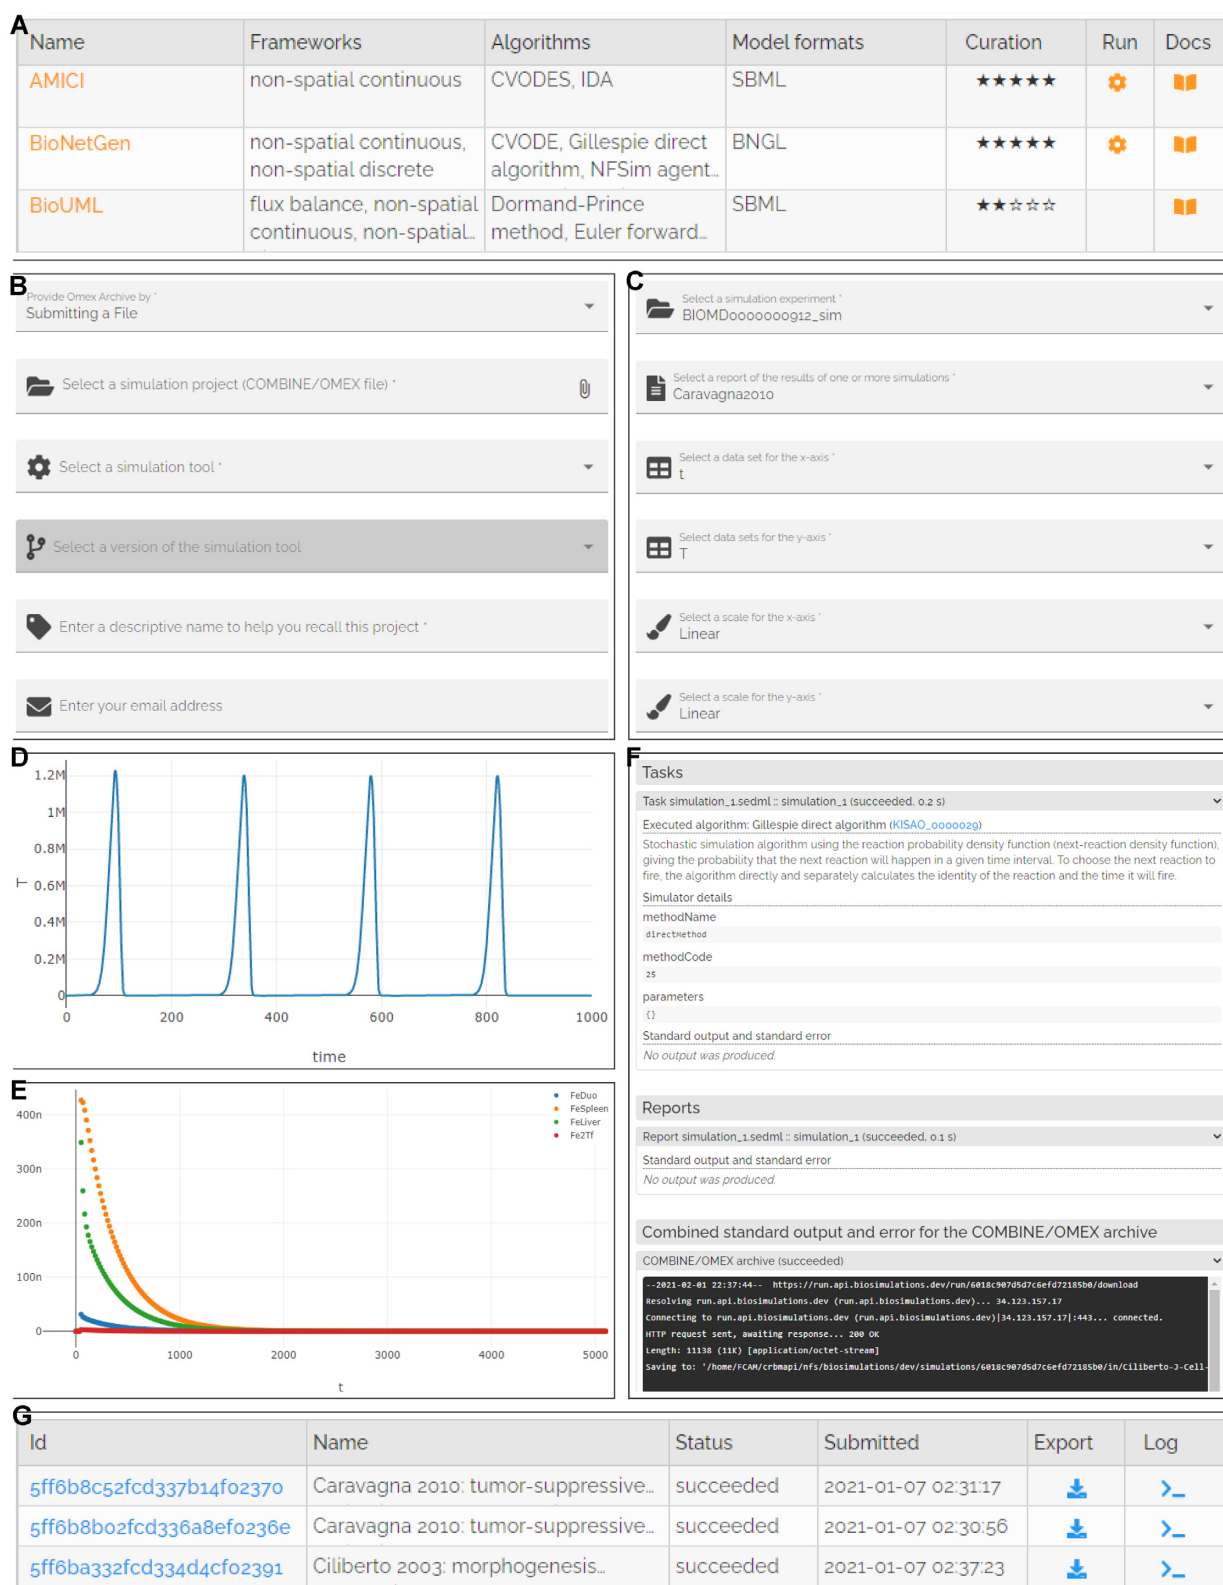 A
Name Frameworks Algorithms Model formats Curation Run Docs
AMICI non-spatial continuous CVODES, IDA SBML ★★★★★
BioNetGen non-spatial continuous, CVODE, Gillespie direct BNGL ★★★★★
non-spatial discrete algorithm, NFSim agent...
BioUML flux balance, non-spatial Dormand-Prince SBML ★★☆☆☆
continuous, non-spatial... method, Euler forward...
B
Provide Omex Archive by *
Submitting a File
Select a simulation project (COMBINE/OMEX file) *
Select a simulation tool *
Select a version of the simulation tool
Enter a descriptive name to help you recall this project *
Enter your email address
C
Select a simulation experiment *
BIOMD0000000912_sim
Select a report of the results of one or more simulations *
Caravagna2010
Select a data set for the x-axis *
t
Select data sets for the y-axis *
T
Select a scale for the x-axis *
Linear
Select a scale for the y-axis *
Linear
D
1.2M
1M
0.8M
0.6M
0.4M
0.2M
0
T
0 200 400 600 800 1000
time
E
400n
300n
200n
100n
0
FeDuo
FeSpleen
FeLiver
Fe2Tf
0 1000 2000 3000 4000 5000
t
F
Tasks
Task simulation_1.sedml :: simulation_1 (succeeded, 0.2 s)
Executed algorithm: Gillespie direct algorithm (KISAO_0000029)
Stochastic simulation algorithm using the reaction probability density function (next-reaction density function),
giving the probability that the next reaction will happen in a given time interval. To choose the next reaction to
fire, the algorithm directly and separately calculates the identity of the reaction and the time it will fire.
Simulator details
methodName
directMethod
methodCode
25
parameters
{}
Standard output and standard error
No output was produced.
Reports
Report simulation_1.sedml :: simulation_1 (succeeded, 0.1 s)
Standard output and standard error
No output was produced.
Combined standard output and error for the COMBINE/OMEX archive
COMBINE/OMEX archive (succeeded)
--2021-02-01 22:37:44-- https://run.api.biosimulations.dev/run/6018c907d5d7c6efd72185b0/download
Resolving run.api.biosimulations.dev (run.api.biosimulations.dev)... 34.123.157.17
Connecting to run.api.biosimulations.dev (run.api.biosimulations.dev)|34.123.157.17|:443... connected.
HTTP request sent, awaiting response... 200 OK
Length: 11138 (11K) [application/octet-stream]
Saving to: '/home/FCAM/crbmapi/nfs/biosimulations/dev/simulations/6018c907d5d7c6efd72185b0/in/Ciliberto-J-Cell-
G
Id Name Status Submitted Export Log
5ff6b8c52fcd337b14f02370 Caravagna 2010: tumor-suppressive... succeeded 2021-01-07 02:31:17
5ff6b8b02fcd336a8ef0236e Caravagna 2010: tumor-suppressive... succeeded 2021-01-07 02:30:56
5ff6ba332fcd334d4cf02391 Ciliberto 2003: morphogenesis... succeeded 2021-01-07 02:37:23